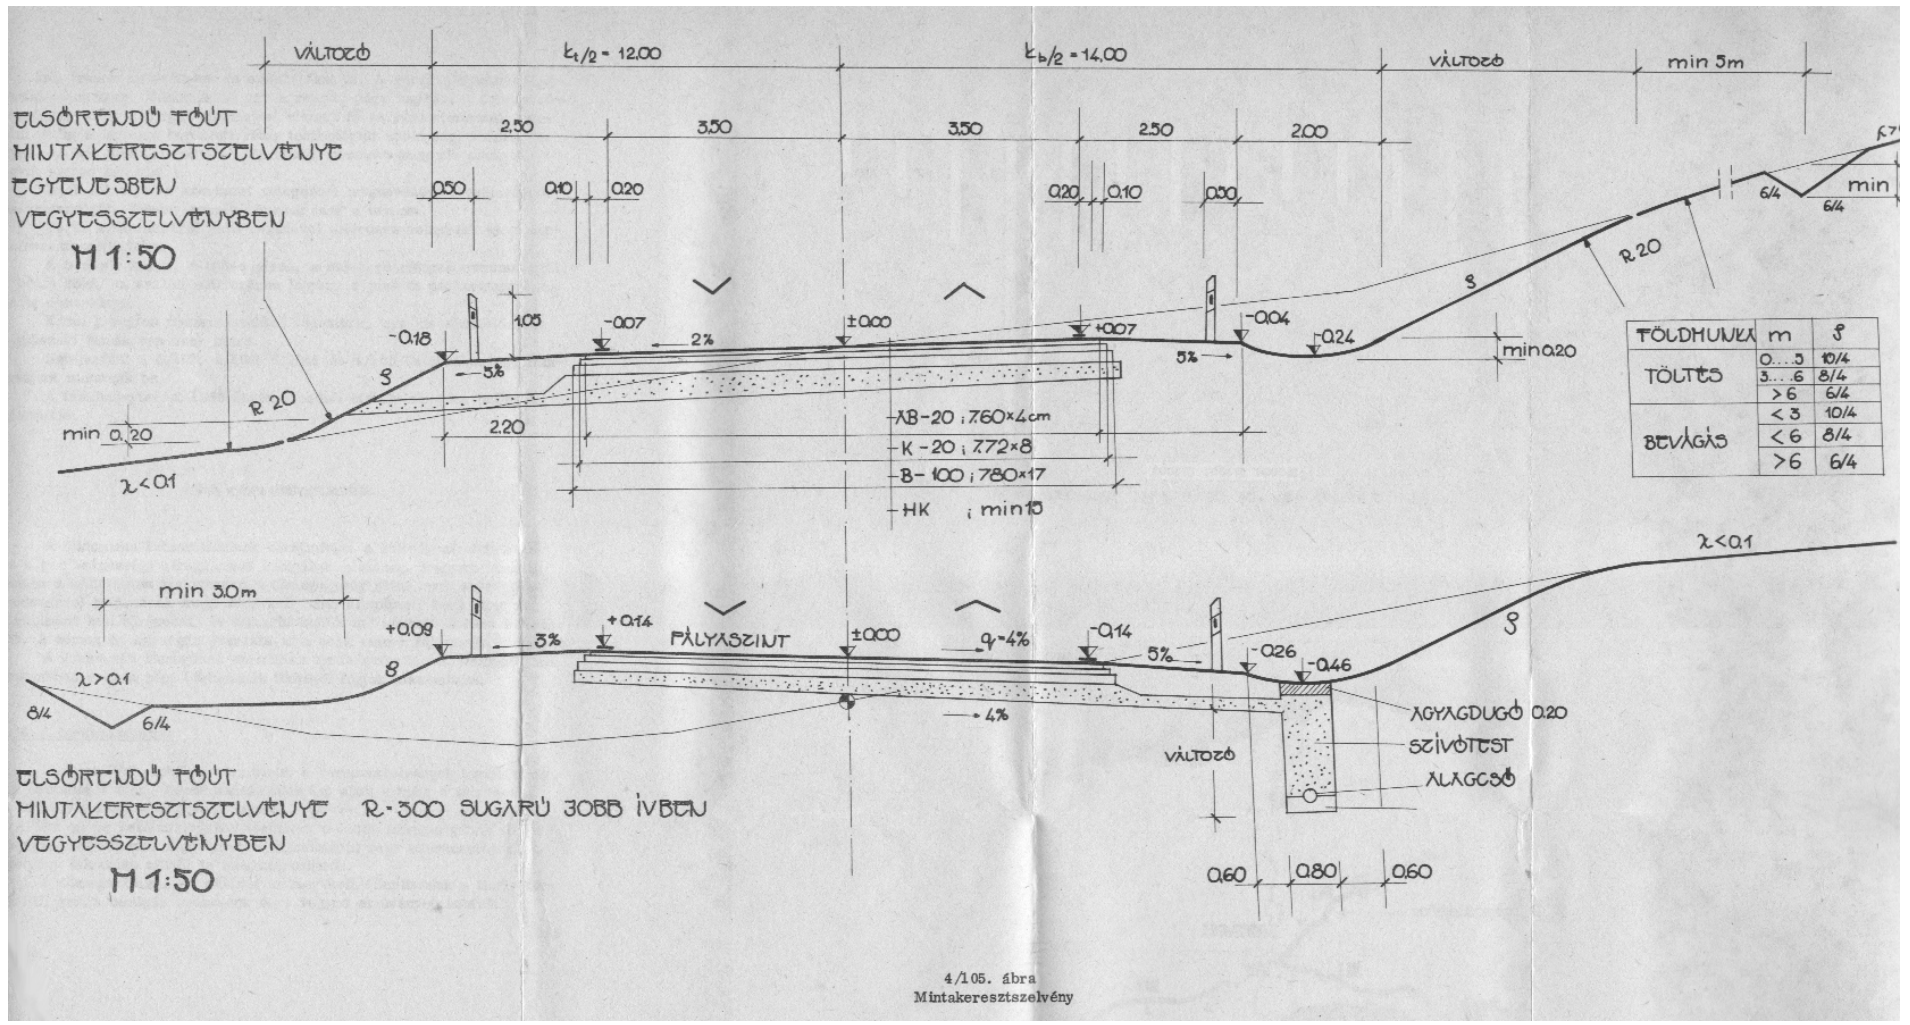 VÁLTOZÓ kt/2 = 12.00 kb/2 = 14.00 VÁLTOZÓ min 5m
ELSŐRENDŰ FŐÚT
MINTAKERESZTSZELVÉNYE
EGYENESBEN
VEGYESSZELVÉNYBEN
M 1:50
2.50 3.50 3.50 2.50 2.00
0.50 0.10 0.20 0.20 0.10 0.50
6/4 6/4 min
R 20
ρ
-0.18 1.05 -0.07 2% ±0.00 +0.07 -0.04 -0.24
5% 5% min 0.20
ρ
R 20
min 0.20
2.20
λ<0.1
AB-20 ; 7.60×4cm
K-20 ; 7.72×8
B-100 ; 780×17
HK ; min 15
FÖLDMUNKA m ρ
TÖLTÉS
0...3 10/4
3...6 8/4
>6 6/4
BEVÁGÁS
<3 10/4
<6 8/4
>6 6/4
λ<0.1
min 3.0m
+0.09 3% +0.14 PÁLYASZINT ±0.00 q=4% -0.14 5% -0.26 -0.46
ρ
ρ
λ>0.1
8/4 6/4
4%
VÁLTOZÓ
AGYAGDUGÓ 0.20
SZÍVÓTEST
ALAGCSŐ
ELSŐRENDŰ FŐÚT
MINTAKERESZTSZELVÉNYE R-300 SUGARÚ JOBB ÍVBEN
VEGYESSZELVÉNYBEN
M 1:50
0.60 0.80 0.60
4/105. ábra
Mintakeresztszelvény